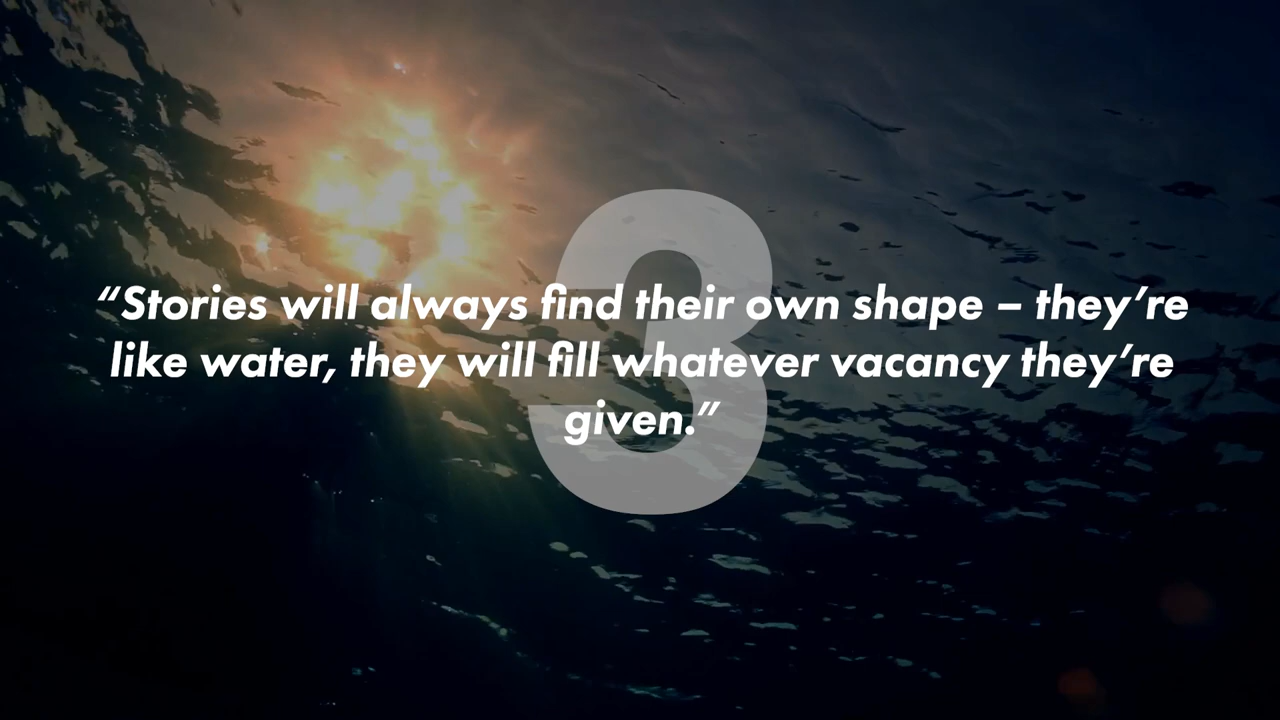 3
“Stories will always find their own shape – they’re
like water, they will fill whatever vacancy they’re
given.”